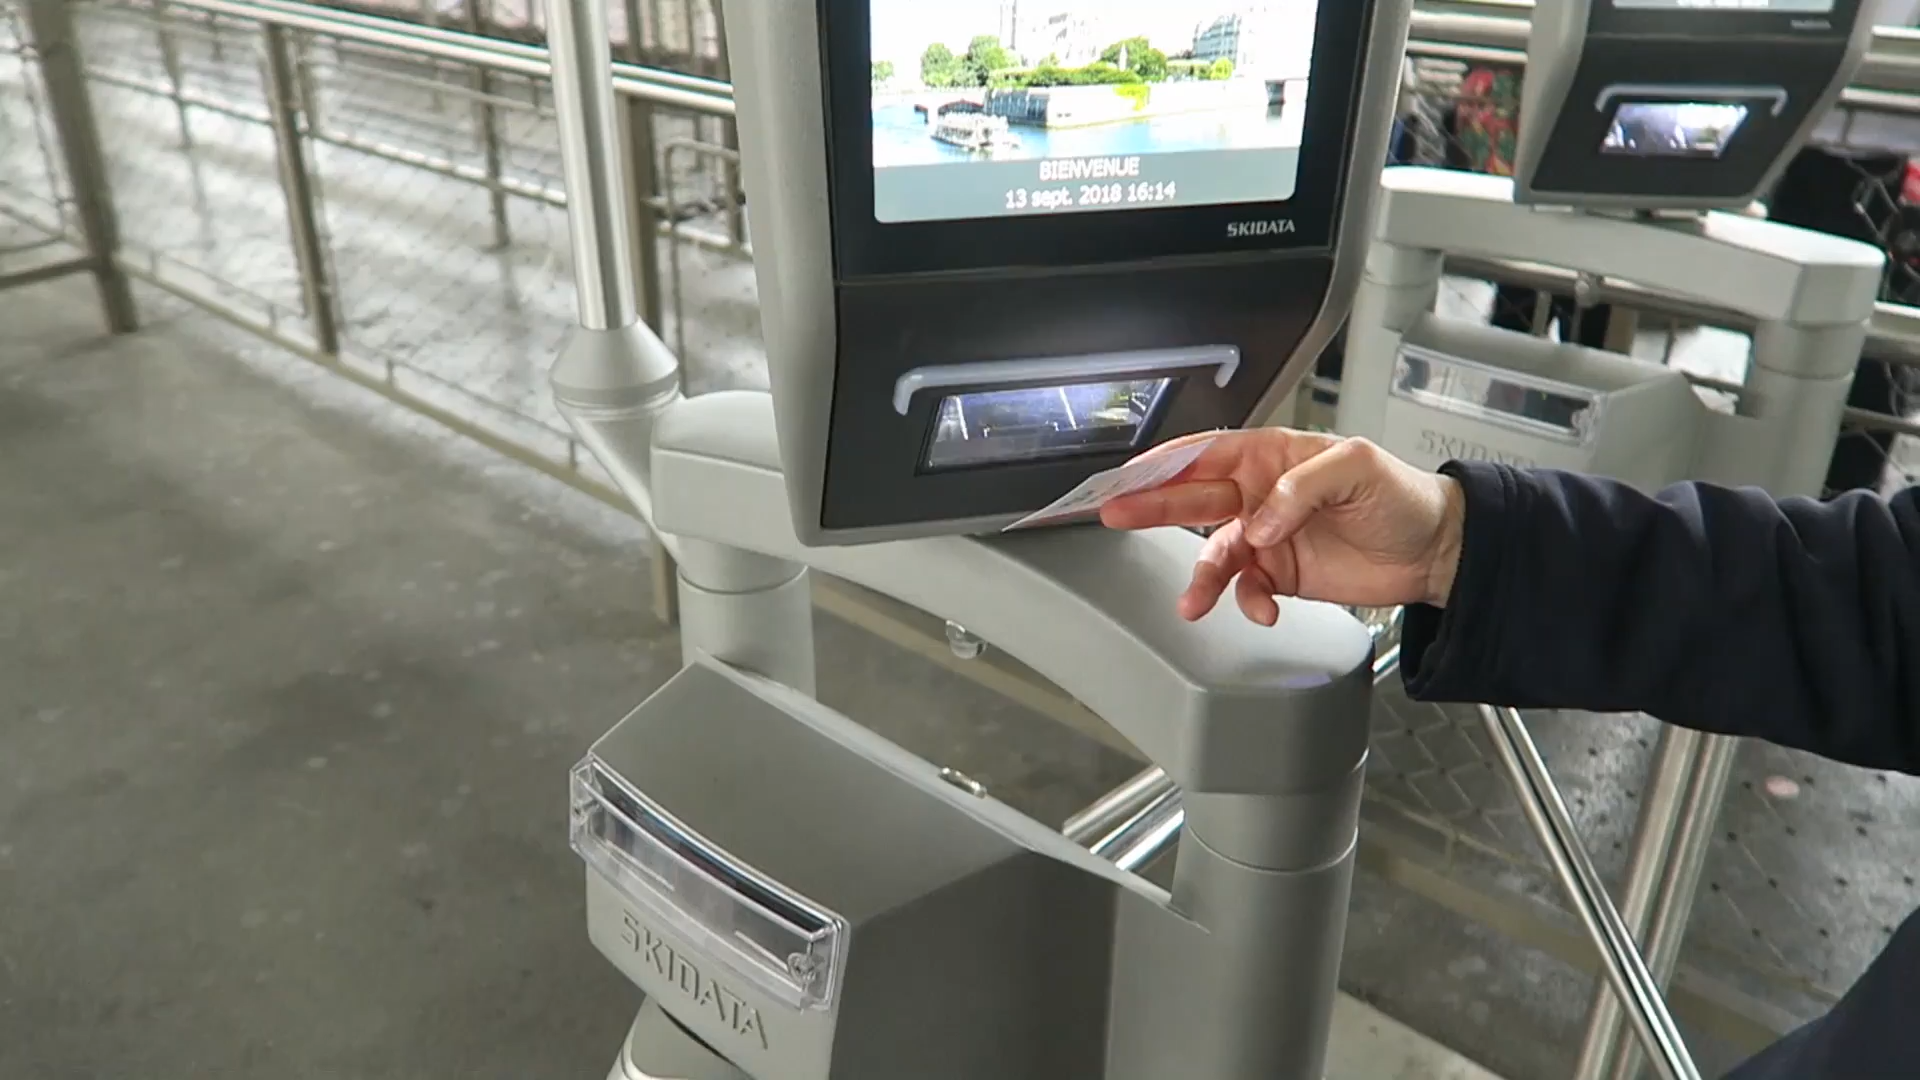 BIENVENUE
13 sept. 2018 16:14
SKIDATA
SKIDATA
SKIDATA